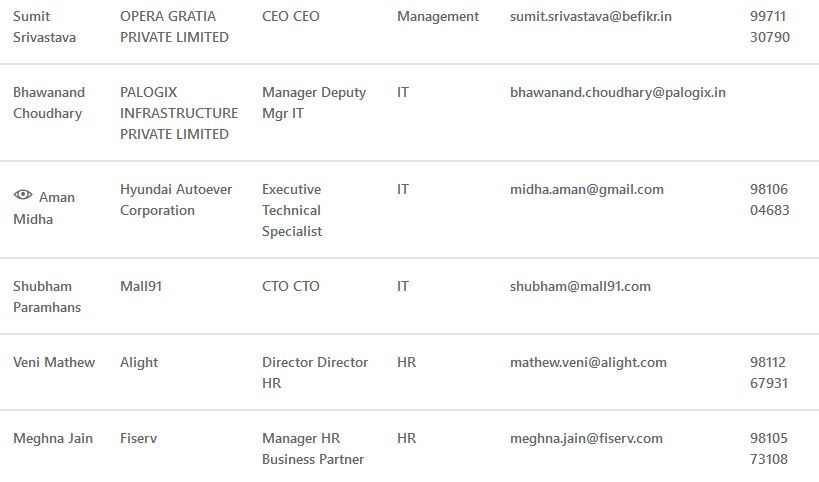 Sumit Srivastava OPERA GRATIA PRIVATE LIMITED CEO CEO Management sumit.srivastava@befikr.in 99711 30790
Bhawanand Choudhary PALOGIX INFRASTRUCTURE PRIVATE LIMITED Manager Deputy Mgr IT IT bhawanand.choudhary@palogix.in
Aman Midha Hyundai Autoever Corporation Executive Technical Specialist IT midha.aman@gmail.com 98106 04683
Shubham Paramhans Mall91 CTO CTO IT shubham@mall91.com
Veni Mathew Alight Director Director HR HR mathew.veni@alight.com 98112 67931
Meghna Jain Fiserv Manager HR Business Partner HR meghna.jain@fiserv.com 98105 73108